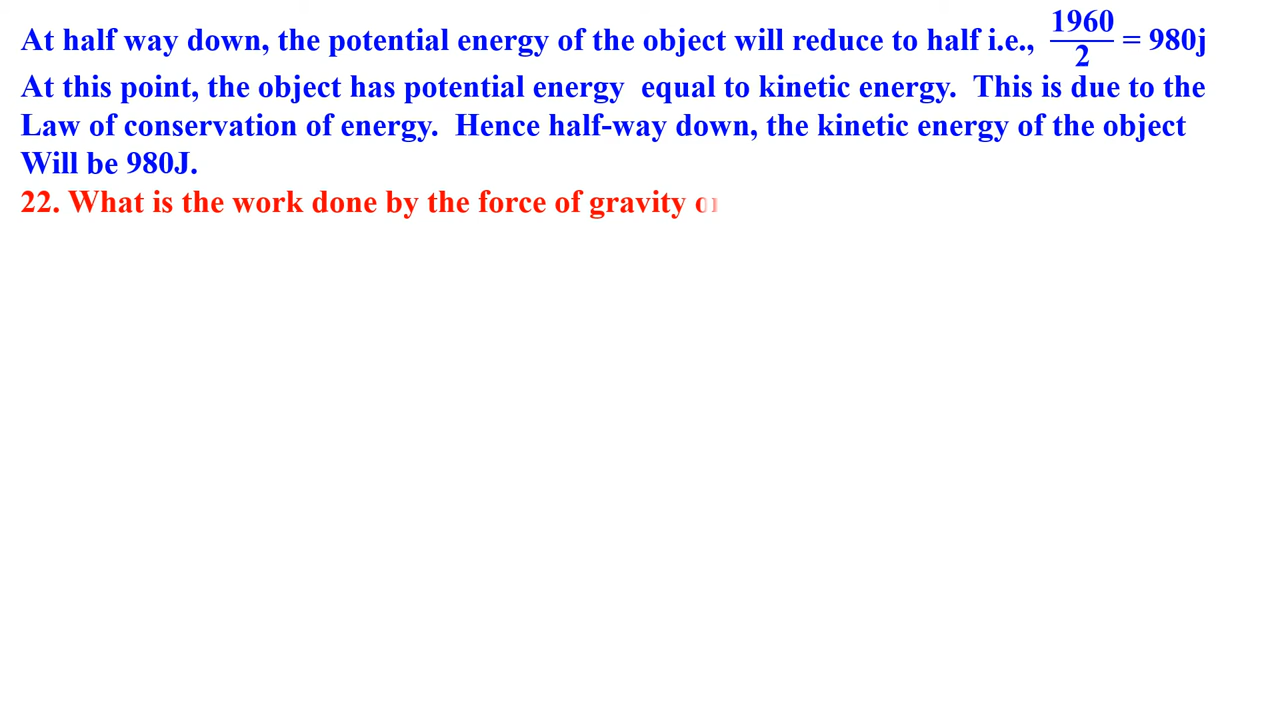 At half way down, the potential energy of the object will reduce to half i.e., 1960/2 = 980j
At this point, the object has potential energy equal to kinetic energy. This is due to the
Law of conservation of energy. Hence half-way down, the kinetic energy of the object
Will be 980J.
22. What is the work done by the force of gravity